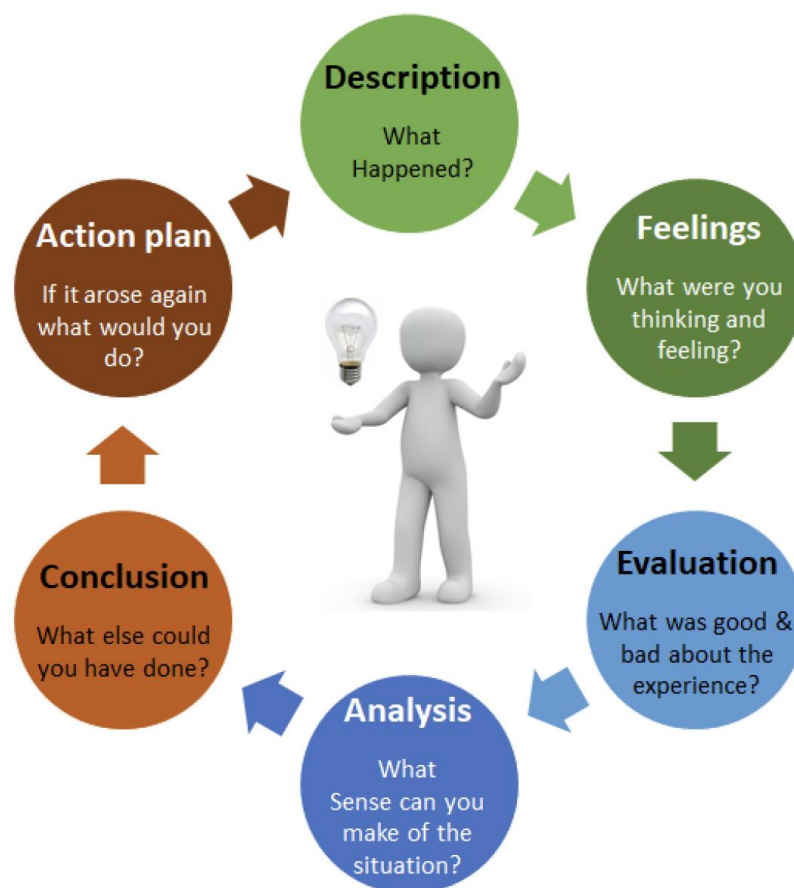 Description
What
Happened?
Feelings
What were you
thinking and
feeling?
Evaluation
What was good &
bad about the
experience?
Analysis
What
Sense can you
make of the
situation?
Conclusion
What else could
you have done?
Action plan
If it arose again
what would you
do?